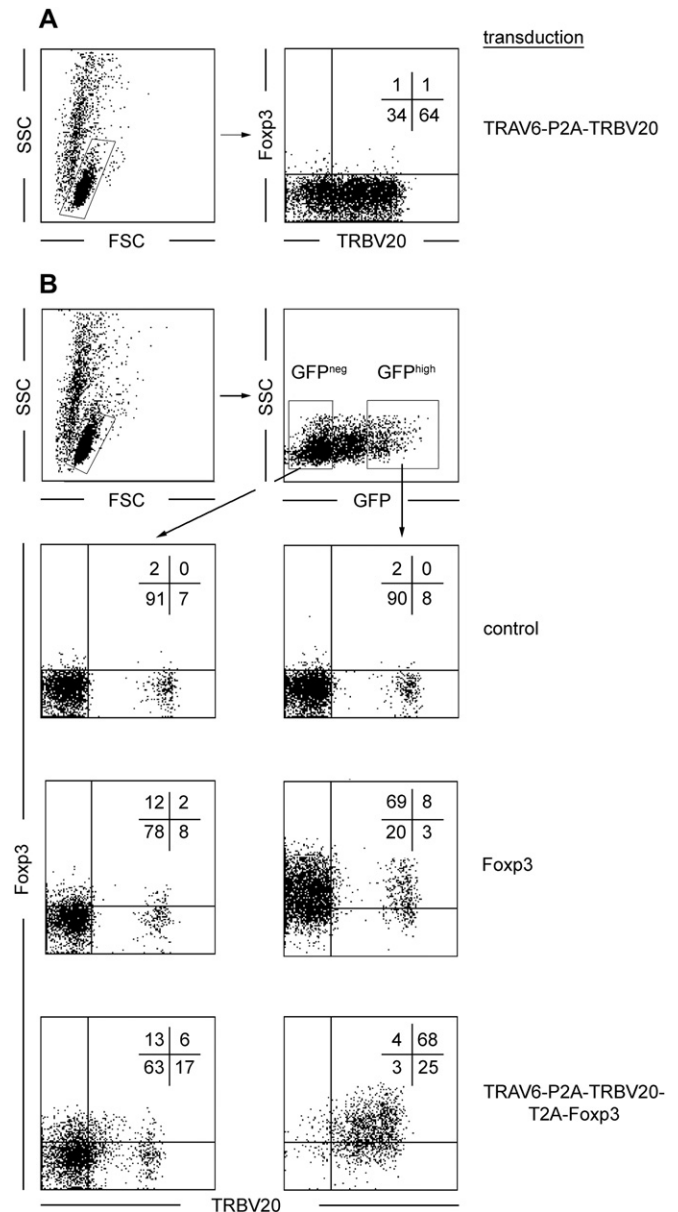 A
transduction
SSC
FSC
Foxp3
1 1
34 64
TRBV20
TRAV6-P2A-TRBV20
B
SSC
FSC
SSC
GFPneg GFPhigh
GFP
Foxp3
2 0
91 7
2 0
90 8
control
12 2
78 8
69 8
20 3
Foxp3
13 6
63 17
4 68
3 25
TRAV6-P2A-TRBV20-
T2A-Foxp3
TRBV20